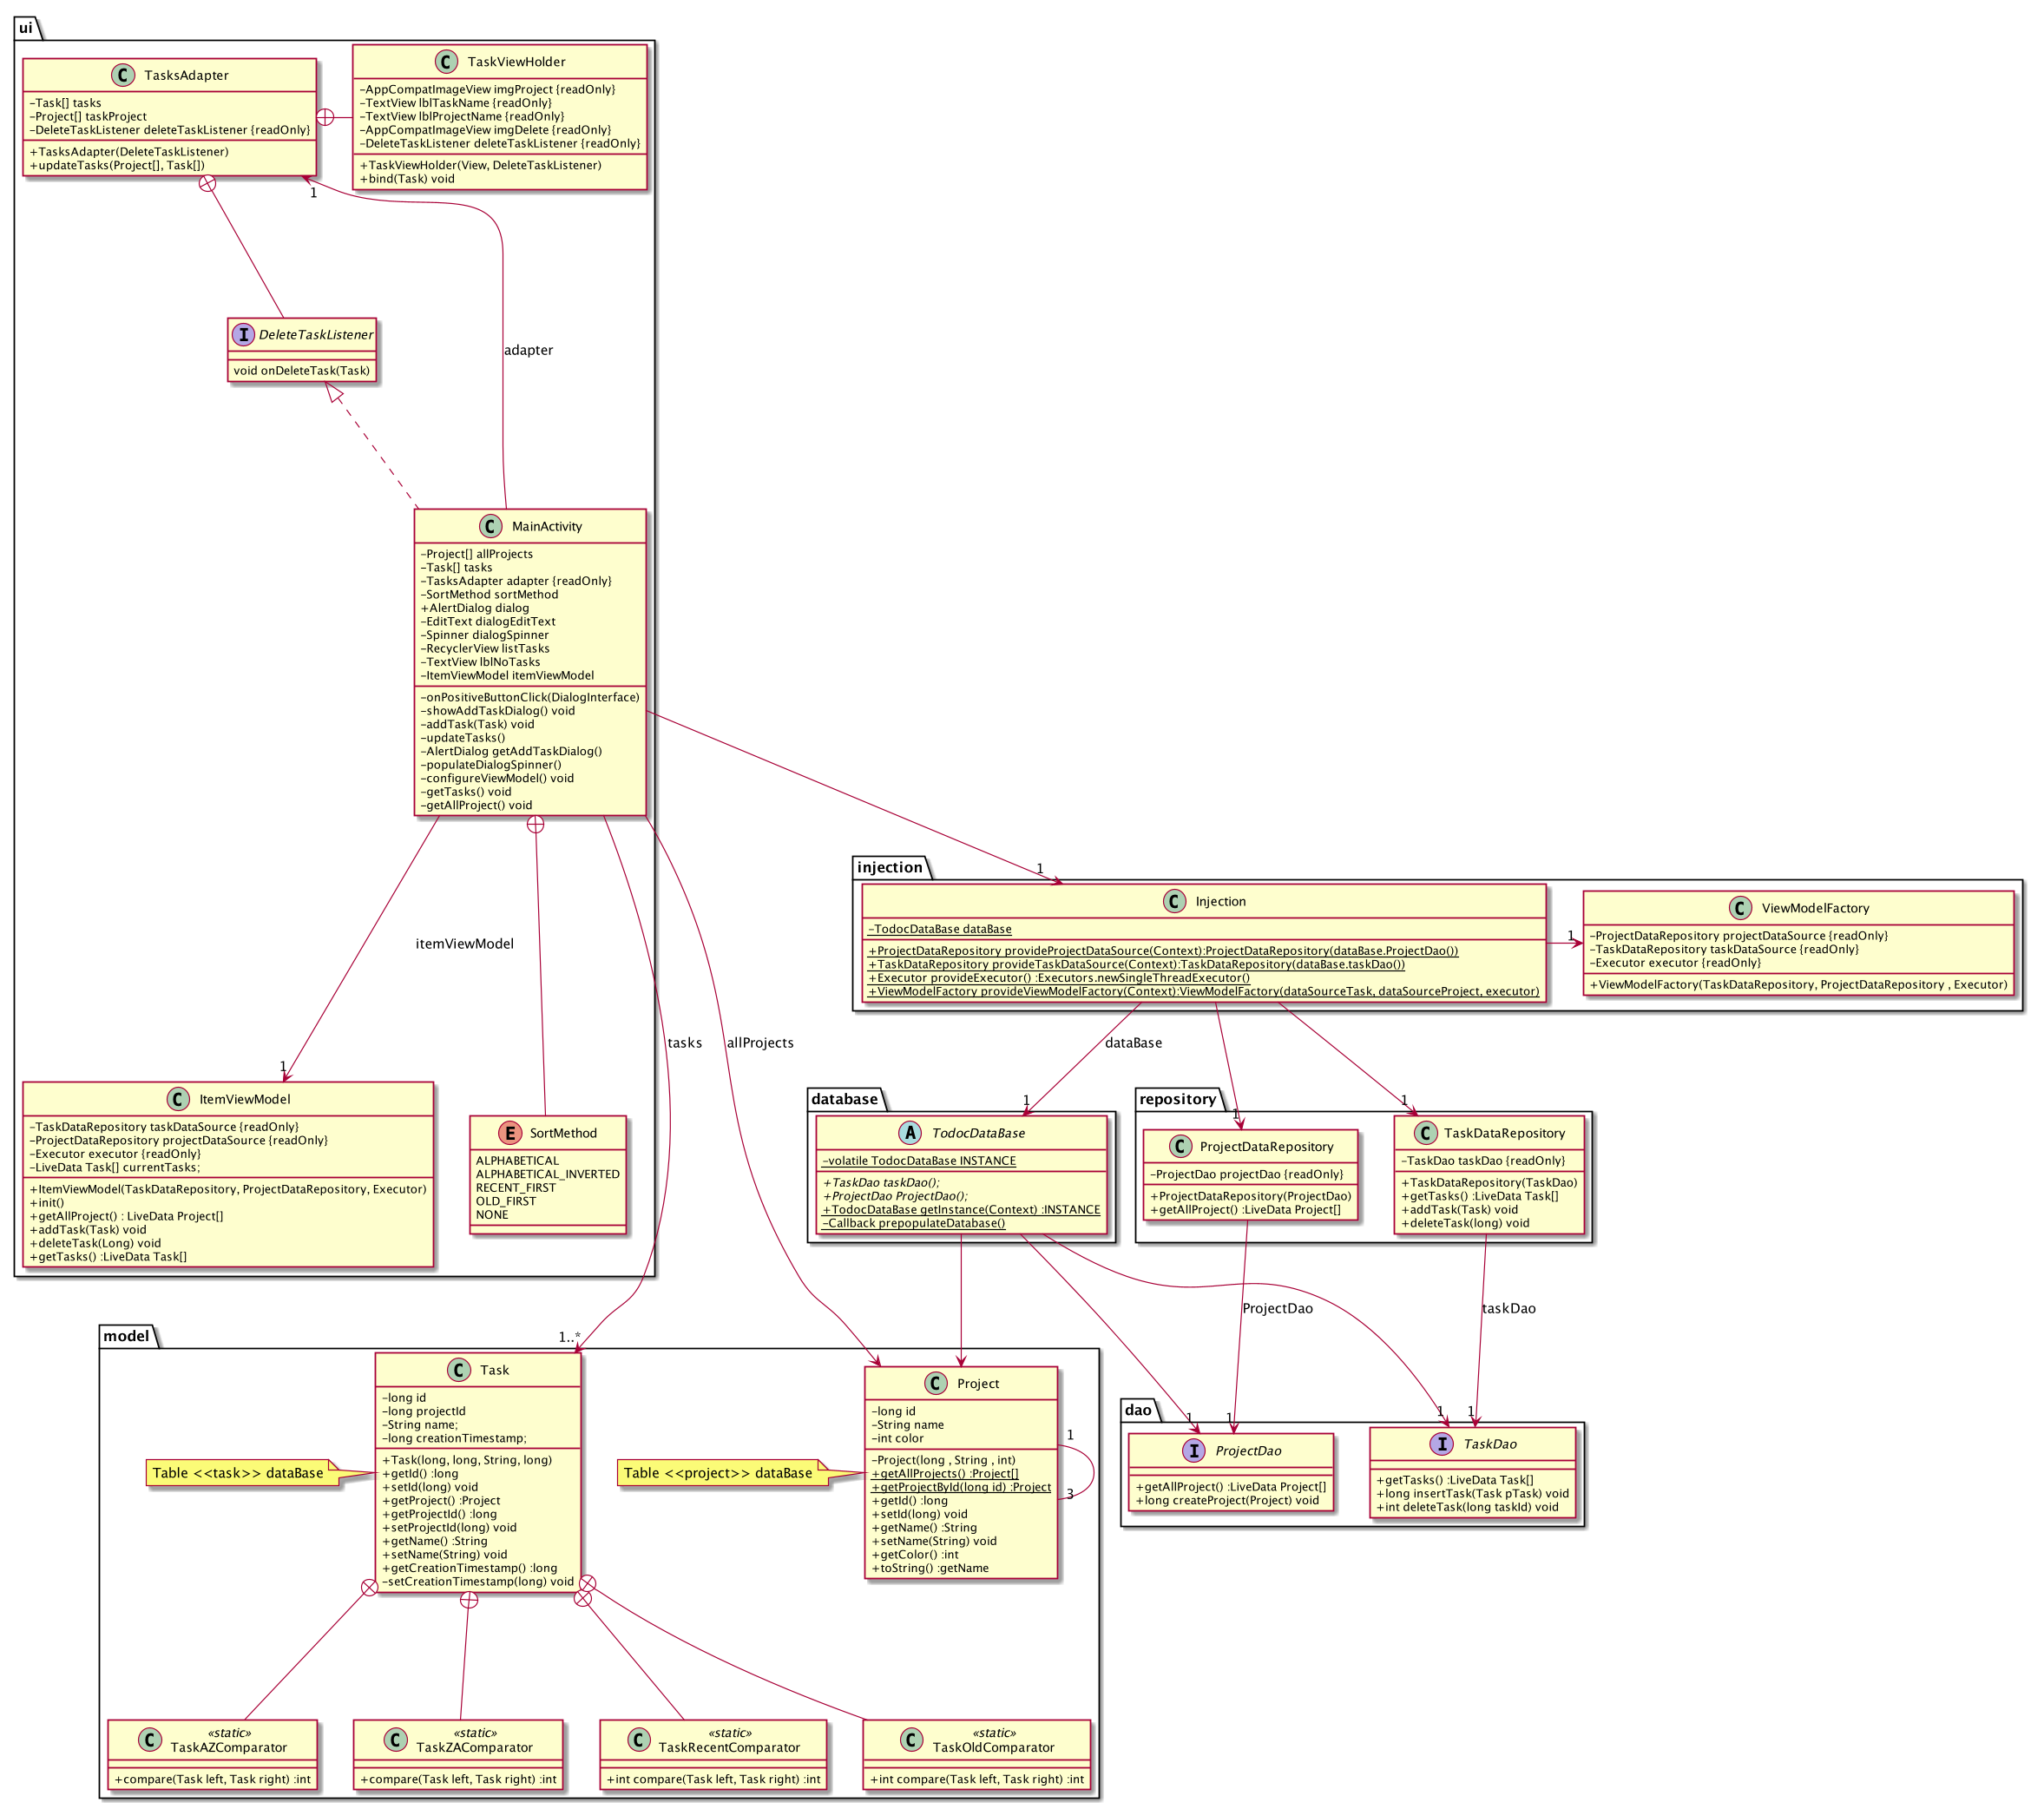 ui
C TasksAdapter
-Task[] tasks
-Project[] taskProject
-DeleteTaskListener deleteTaskListener {readOnly}
+TasksAdapter(DeleteTaskListener)
+updateTasks(Project[], Task[])
C TaskViewHolder
-AppCompatImageView imgProject {readOnly}
-TextView lblTaskName {readOnly}
-TextView lblProjectName {readOnly}
-AppCompatImageView imgDelete {readOnly}
-DeleteTaskListener deleteTaskListener {readOnly}
+TaskViewHolder(View, DeleteTaskListener)
+bind(Task) void
1
I DeleteTaskListener
void onDeleteTask(Task)
adapter
C MainActivity
-Project[] allProjects
-Task[] tasks
-TasksAdapter adapter {readOnly}
-SortMethod sortMethod
+AlertDialog dialog
-EditText dialogEditText
-Spinner dialogSpinner
-RecyclerView listTasks
-TextView lblNoTasks
-ItemViewModel itemViewModel
-onPositiveButtonClick(DialogInterface)
-showAddTaskDialog() void
-addTask(Task) void
-updateTasks()
-AlertDialog getAddTaskDialog()
-populateDialogSpinner()
-configureViewModel() void
-getTasks() void
-getAllProject() void
itemViewModel
tasks
allProjects
1
1
injection
C Injection
-TodocDataBase dataBase
+ProjectDataRepository provideProjectDataSource(Context):ProjectDataRepository(dataBase.ProjectDao())
+TaskDataRepository provideTaskDataSource(Context):TaskDataRepository(dataBase.taskDao())
+Executor provideExecutor() :Executors.newSingleThreadExecutor()
+ViewModelFactory provideViewModelFactory(Context):ViewModelFactory(dataSourceTask, dataSourceProject, executor)
1
C ViewModelFactory
-ProjectDataRepository projectDataSource {readOnly}
-TaskDataRepository taskDataSource {readOnly}
-Executor executor {readOnly}
+ViewModelFactory(TaskDataRepository, ProjectDataRepository , Executor)
C ItemViewModel
-TaskDataRepository taskDataSource {readOnly}
-ProjectDataRepository projectDataSource {readOnly}
-Executor executor {readOnly}
-LiveData Task[] currentTasks;
+ItemViewModel(TaskDataRepository, ProjectDataRepository, Executor)
+init()
+getAllProject() : LiveData Project[]
+addTask(Task) void
+deleteTask(Long) void
+getTasks() :LiveData Task[]
E SortMethod
ALPHABETICAL
ALPHABETICAL_INVERTED
RECENT_FIRST
OLD_FIRST
NONE
dataBase
1
1
1
database
A TodocDataBase
-volatile TodocDataBase INSTANCE
+TaskDao taskDao();
+ProjectDao ProjectDao();
+TodocDataBase getInstance(Context) :INSTANCE
-Callback prepopulateDatabase()
repository
C ProjectDataRepository
-ProjectDao projectDao {readOnly}
+ProjectDataRepository(ProjectDao)
+getAllProject() :LiveData Project[]
C TaskDataRepository
-TaskDao taskDao {readOnly}
+TaskDataRepository(TaskDao)
+getTasks() :LiveData Task[]
+addTask(Task) void
+deleteTask(long) void
ProjectDao
taskDao
1..*
1
1
1
1
model
C Task
-long id
-long projectId
-String name;
-long creationTimestamp;
+Task(long, long, String, long)
+getId() :long
+setId(long) void
+getProject() :Project
+getProjectId() :long
+setProjectId(long) void
+getName() :String
+setName(String) void
+getCreationTimestamp() :long
-setCreationTimestamp(long) void
Table <<task>> dataBase
C Project
-long id
-String name
-int color
-Project(long , String , int)
+getAllProjects() :Project[]
+getProjectById(long id) :Project
+getId() :long
+setId(long) void
+getName() :String
+setName(String) void
+getColor() :int
+toString() :getName
1
3
Table <<project>> dataBase
dao
I ProjectDao
+getAllProject() :LiveData Project[]
+long createProject(Project) void
I TaskDao
+getTasks() :LiveData Task[]
+long insertTask(Task pTask) void
+int deleteTask(long taskId) void
«static»
C TaskAZComparator
+compare(Task left, Task right) :int
«static»
C TaskZAComparator
+compare(Task left, Task right) :int
«static»
C TaskRecentComparator
+int compare(Task left, Task right) :int
«static»
C TaskOldComparator
+int compare(Task left, Task right) :int